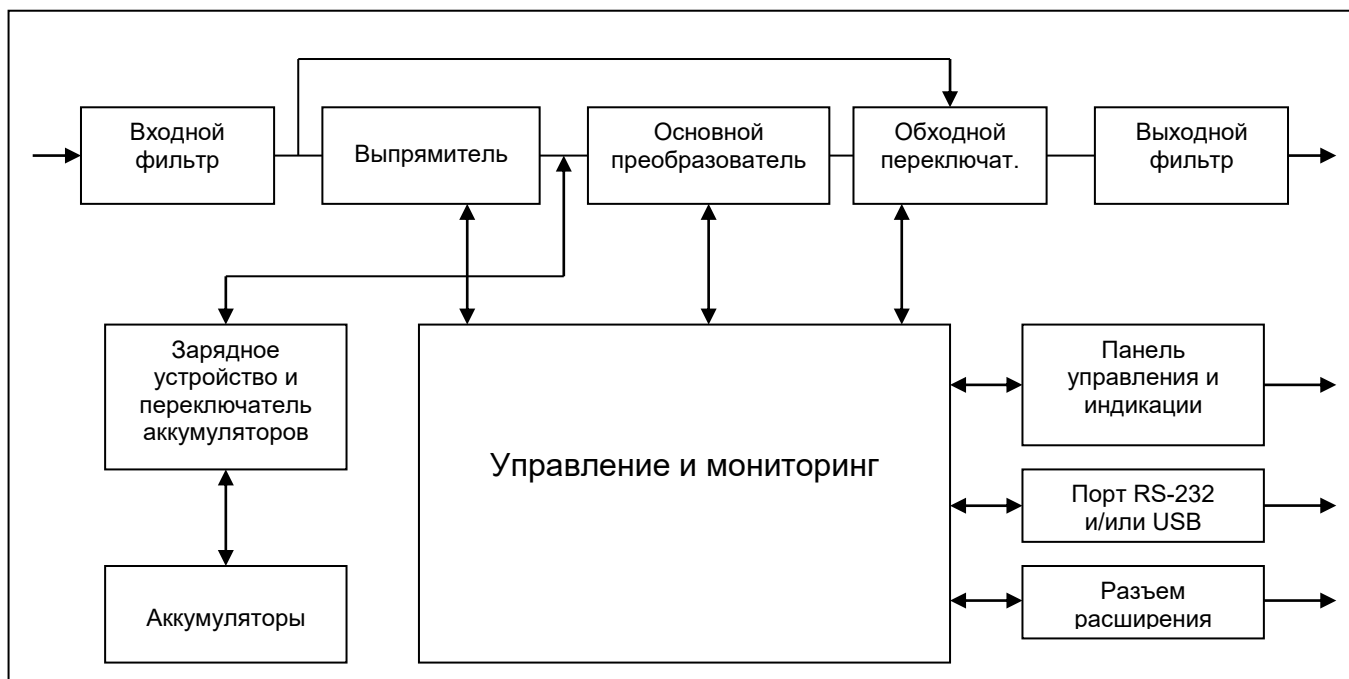 Входной
фильтр
Выпрямитель
Основной
преобразователь
Обходной
переключат.
Выходной
фильтр
Зарядное
устройство и
переключатель
аккумуляторов
Управление и мониторинг
Панель
управления и
индикации
Порт RS-232
и/или USB
Аккумуляторы
Разъем
расширения